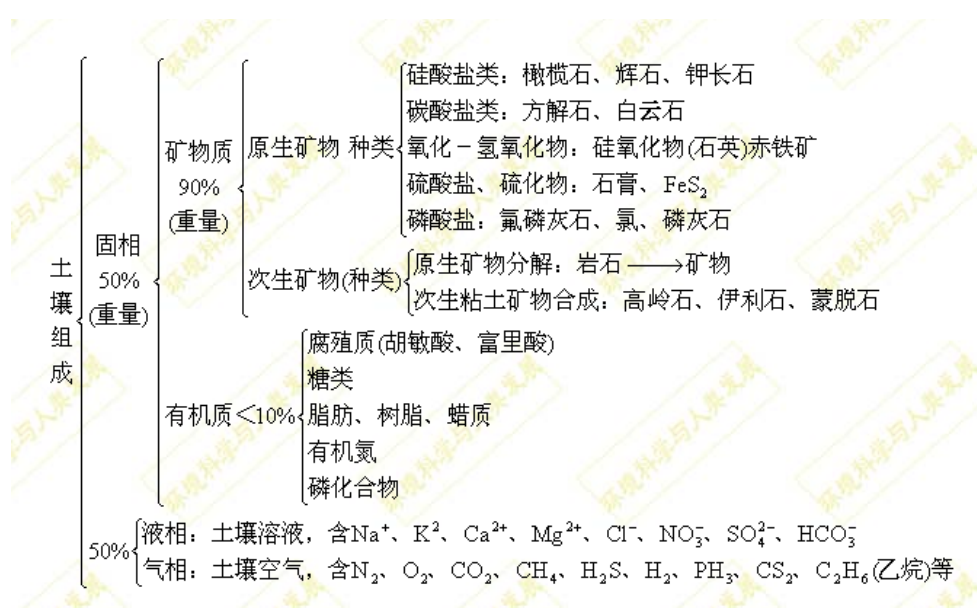 硅酸盐类：橄榄石、辉石、钾长石
碳酸盐类：方解石、白云石
矿物质 原生矿物 种类 氧化－氢氧化物：硅氧化物(石英)赤铁矿
90% 硫酸盐、硫化物：石膏、FeS₂
(重量) 磷酸盐：氟磷灰石、氯、磷灰石
固相
50%
(重量)
次生矿物(种类) 原生矿物分解：岩石⟶矿物
次生粘土矿物合成：高岭石、伊利石、蒙脱石
土壤组成
腐殖质(胡敏酸、富里酸)
糖类
有机质＜10% 脂肪、树脂、蜡质
有机氮
磷化合物
50% 液相：土壤溶液，含Na⁺、K²、Ca²⁺、Mg²⁺、Cl⁻、NO₃⁻、SO₄²⁻、HCO₃⁻
气相：土壤空气，含N₂、O₂、CO₂、CH₄、H₂S、H₂、PH₃、CS₂、C₂H₆(乙烷)等
环境科学与人类发展